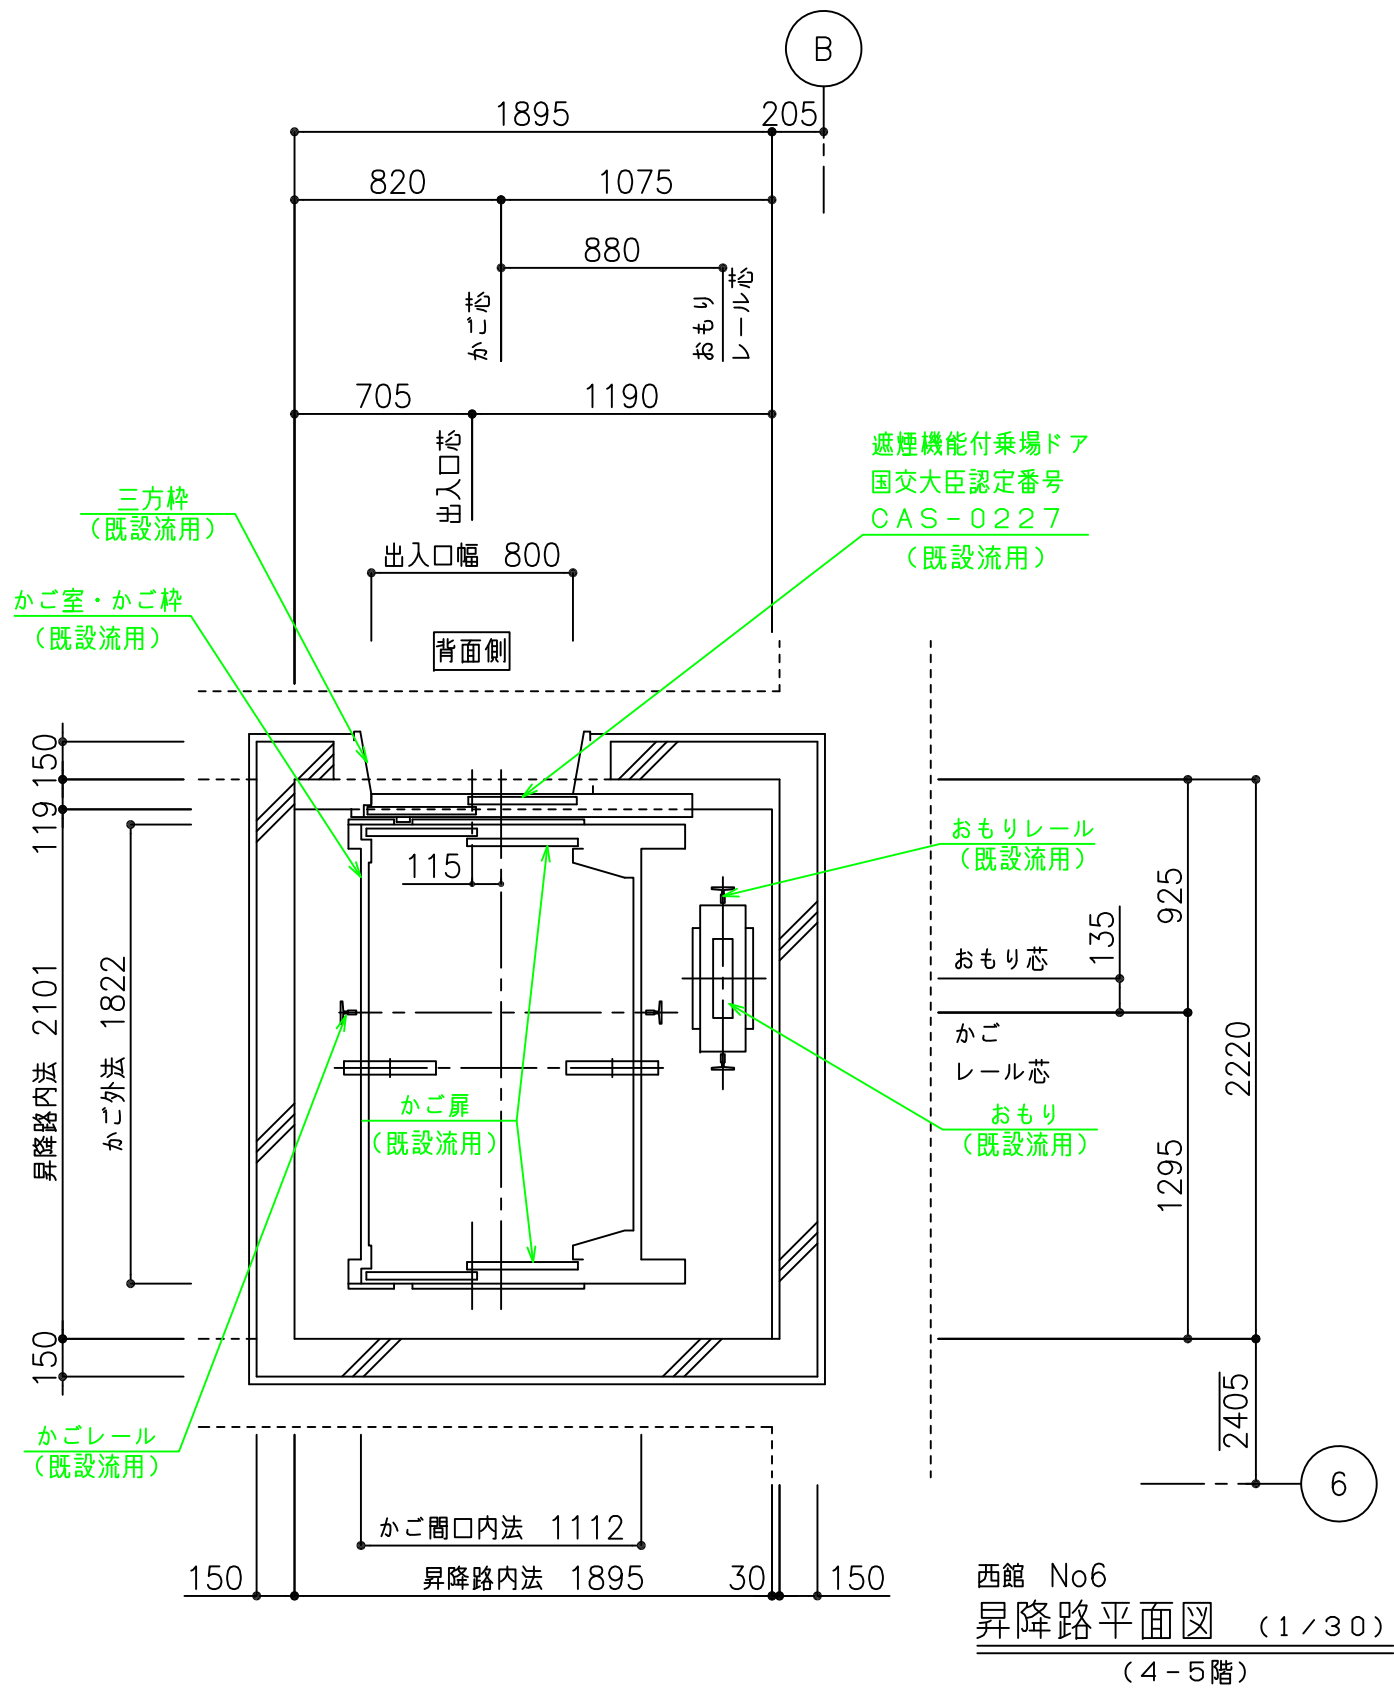 B
1895
205
820
1075
880
かご芯
おもり
レール芯
705
1190
出入口芯
遮煙機能付乗場ドア
国交大臣認定番号
CAS-0227
（既設流用）
三方枠
（既設流用）
出入口幅 800
かご室・かご枠
（既設流用）
背面側
150
119
昇降路内法 2101
150
かご外法 1822
115
おもりレール
（既設流用）
925
135
おもり芯
かご
レール芯
2220
かご扉
（既設流用）
おもり
（既設流用）
1295
2405
かごレール
（既設流用）
6
かご間口内法 1112
150
昇降路内法 1895
30
150
西館 No6
昇降路平面図 （1/30）
（4-5階）